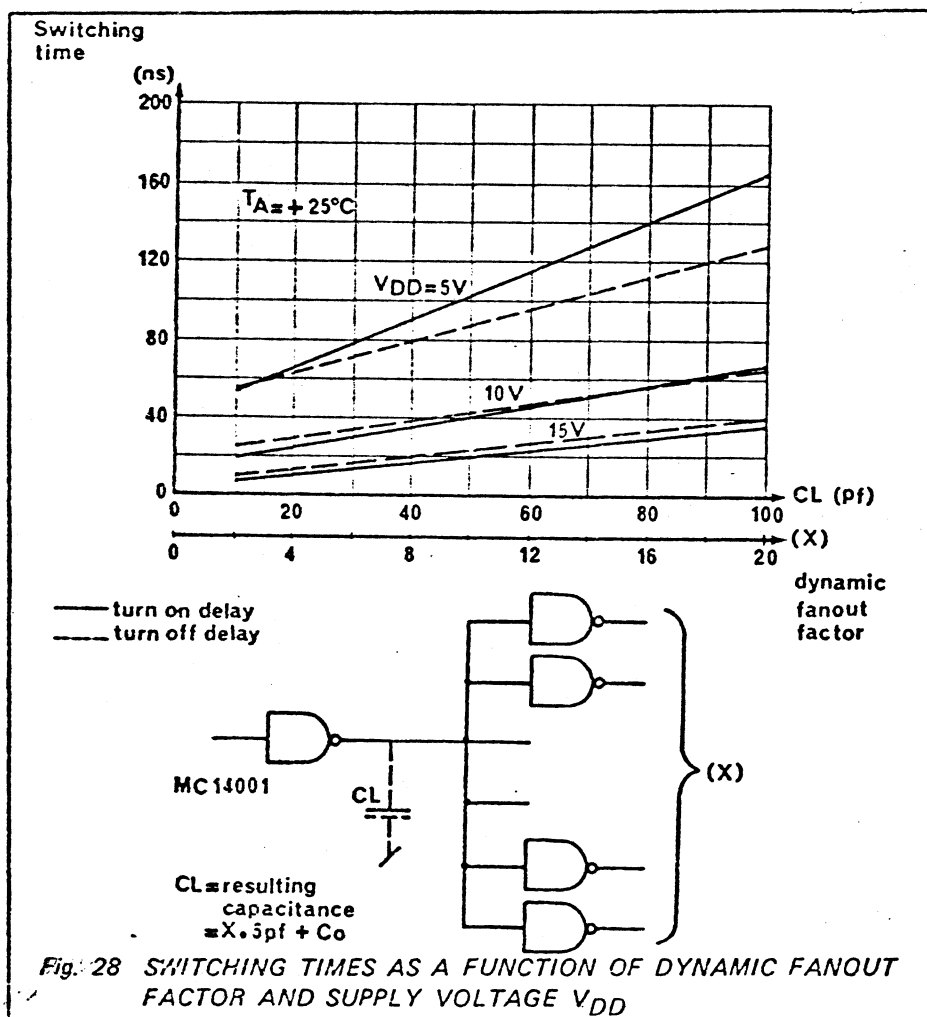 Switching
time
(ns)
200
160
120
80
40
0
TA=+25°C
VDD=5V
10V
15V
CL (pf)
0 20 40 60 80 100
(X)
0 4 8 12 16 20
dynamic
fanout
factor
turn on delay
turn off delay
MC14001
CL
(X)
CL=resulting
capacitance
=X.5pf + Co
Fig. 28 SWITCHING TIMES AS A FUNCTION OF DYNAMIC FANOUT
FACTOR AND SUPPLY VOLTAGE VDD